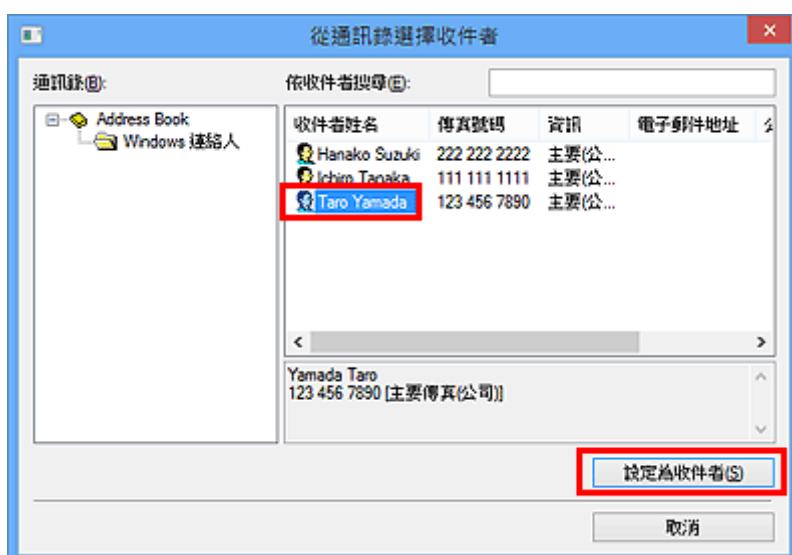 從通訊錄選擇收件者
通訊錄(B):
依收件者搜尋(E):
Address Book
Windows 連絡人
收件者姓名 傳真號碼 資訊 電子郵件地址
Hanako Suzuki 222 222 2222 主要(公...
Ichiro Tanaka 111 111 1111 主要(公...
Taro Yamada 123 456 7890 主要(公...
Yamada Taro
123 456 7890 [主要傳真(公司)]
設定為收件者(S)
取消